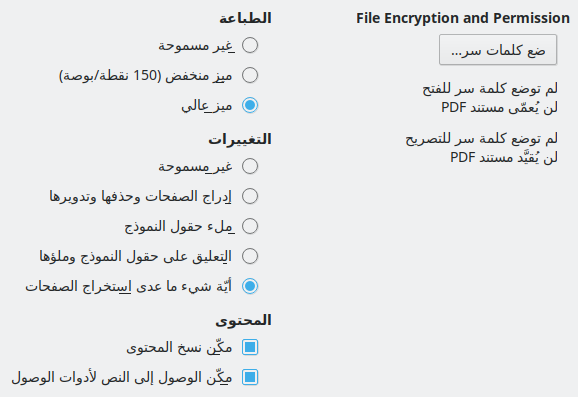 File Encryption and Permission
ضع كلمات سر...
لم توضع كلمة سر للفتح
لن يُعمّى مستند PDF
لم توضع كلمة سر للتصريح
لن يُقيَّد مستند PDF
الطباعة
غير مسموحة
ميز منخفض (150 نقطة/بوصة)
ميز عالي
التغييرات
غير مسموحة
إدراج الصفحات وحذفها وتدويرها
ملء حقول النموذج
التعليق على حقول النموذج وملؤها
أيّة شيء ما عدى استخراج الصفحات
المحتوى
مكّن نسخ المحتوى
مكّن الوصول إلى النص لأدوات الوصول